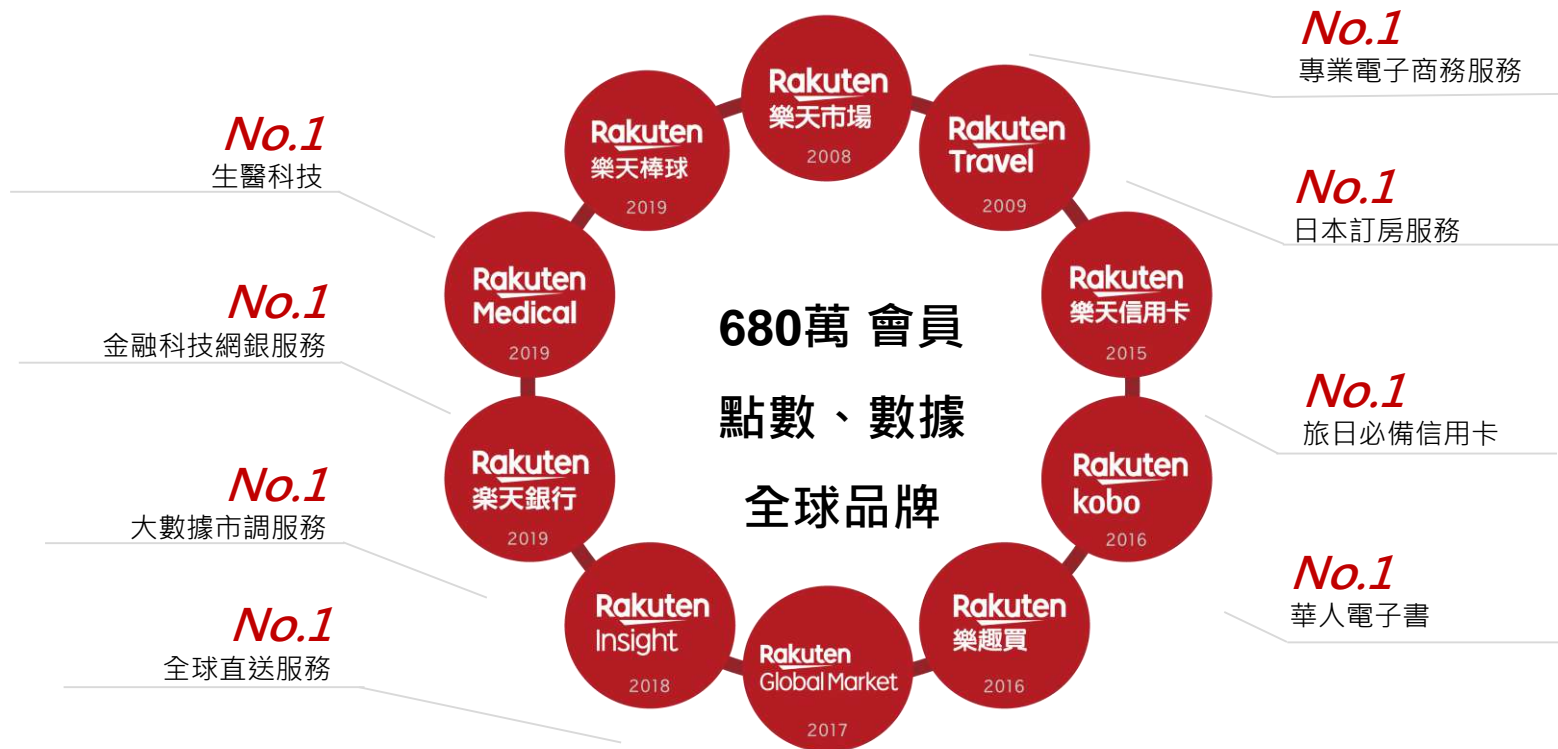 No.1
專業電子商務服務
No.1
日本訂房服務
No.1
旅日必備信用卡
No.1
華人電子書
No.1
生醫科技
No.1
金融科技網銀服務
No.1
大數據市調服務
No.1
全球直送服務
Rakuten
樂天市場
2008
Rakuten
Travel
2009
Rakuten
樂天信用卡
2015
Rakuten
kobo
2016
Rakuten
樂趣買
2016
Rakuten
Global Market
2017
Rakuten
Insight
2018
Rakuten
楽天銀行
2019
Rakuten
Medical
2019
Rakuten
樂天棒球
2019
680萬 會員
點數、數據
全球品牌